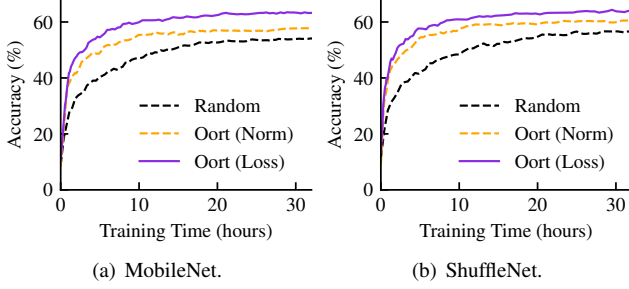 60
40
20
0
Accuracy (%)
Random
Oort (Norm)
Oort (Loss)
0 10 20 30
Training Time (hours)
(a) MobileNet.
60
40
20
0
Accuracy (%)
Random
Oort (Norm)
Oort (Loss)
0 10 20 30
Training Time (hours)
(b) ShuffleNet.